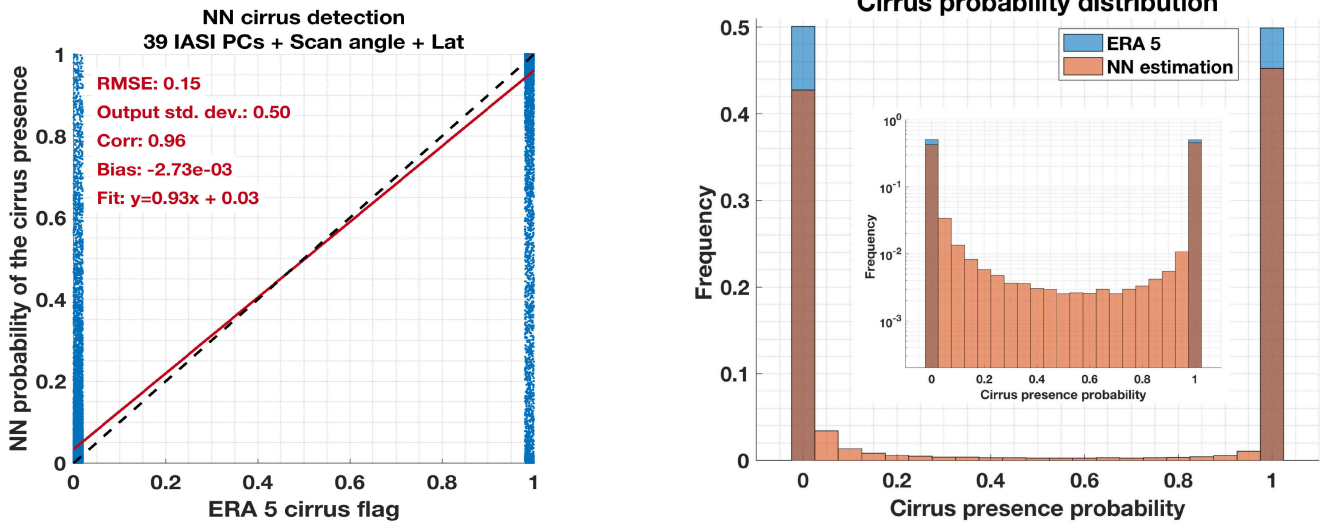 NN cirrus detection
39 IASI PCs + Scan angle + Lat
RMSE: 0.15
Output std. dev.: 0.50
Corr: 0.96
Bias: -2.73e-03
Fit: y=0.93x + 0.03
NN probability of the cirrus presence
1
0.8
0.6
0.4
0.2
0
0 0.2 0.4 0.6 0.8 1
ERA 5 cirrus flag
Cirrus probability distribution
ERA 5
NN estimation
Frequency
0.5
0.4
0.3
0.2
0.1
0
Frequency
10^0
10^-1
10^-2
10^-3
0 0.2 0.4 0.6 0.8 1
Cirrus presence probability
0 0.2 0.4 0.6 0.8 1
Cirrus presence probability